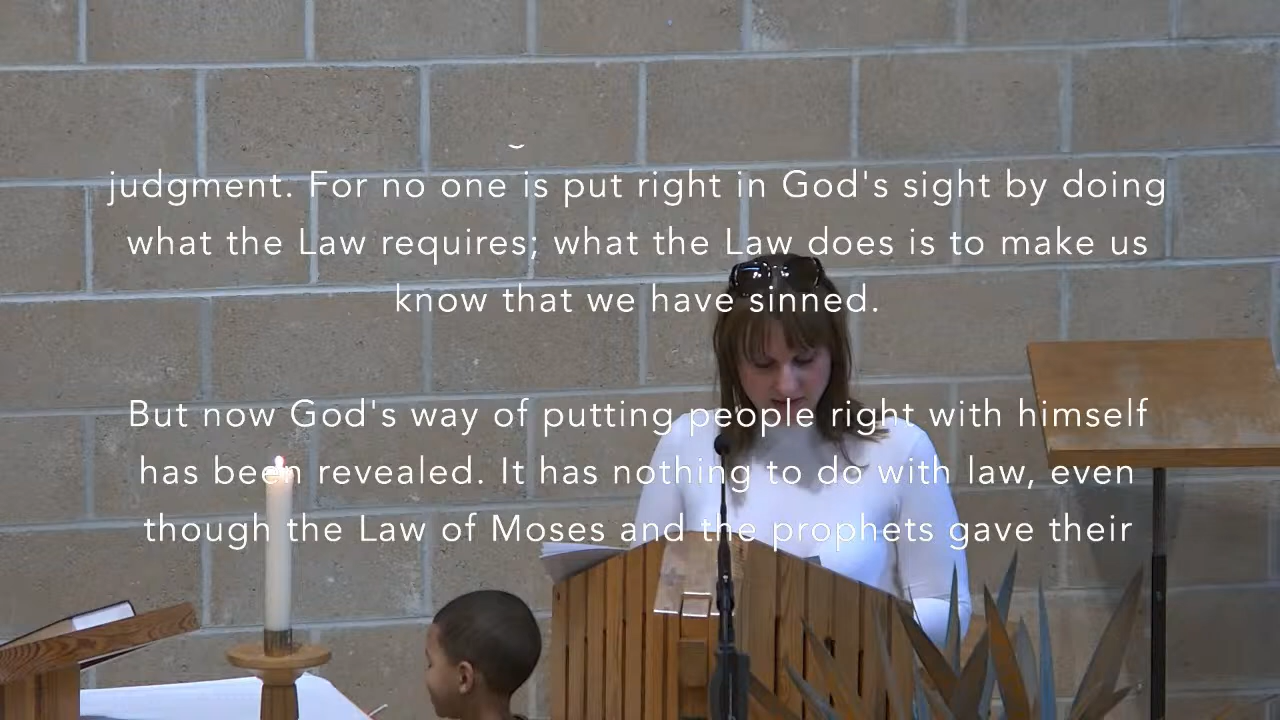 judgment. For no one is put right in God's sight by doing
what the Law requires; what the Law does is to make us
know that we have sinned.
But now God's way of putting people right with himself
has been revealed. It has nothing to do with law, even
though the Law of Moses and the prophets gave their